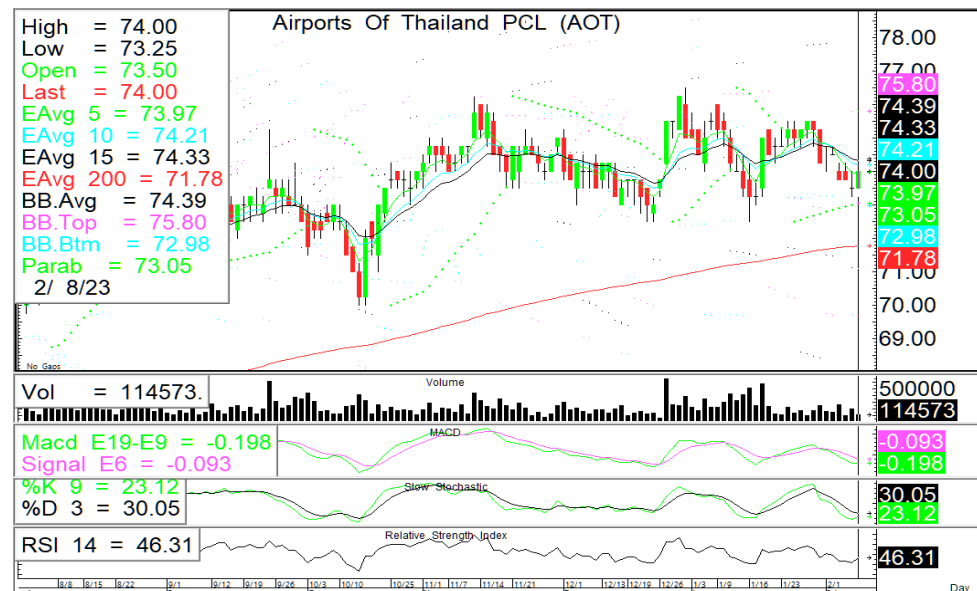 Airports Of Thailand PCL (AOT)
High = 74.00
Low = 73.25
Open = 73.50
Last = 74.00
EAvg 5 = 73.97
EAvg 10 = 74.21
EAvg 15 = 74.33
EAvg 200 = 71.78
BB.Avg = 74.39
BB.Top = 75.80
BB.Btm = 72.98
Parab = 73.05
2/ 8/23
No Gaps
78.00
77.00
75.80
74.39
74.33
74.21
74.00
73.97
73.05
72.98
71.78
71.00
70.00
69.00
Vol = 114573.
Volume
500000
114573
Macd E19-E9 = -0.198
Signal E6 = -0.093
MACD
-0.093
-0.198
%K 9 = 23.12
%D 3 = 30.05
Slow Stochastic
30.05
23.12
RSI 14 = 46.31
Relative Strength Index
46.31
8/8 8/15 8/22 9/1 9/12 9/19 9/26 10/3 10/10 10/25 11/1 11/7 11/14 11/21 12/1 12/13 12/19 12/26 1/3 1/9 1/16 1/23 2/1
Day